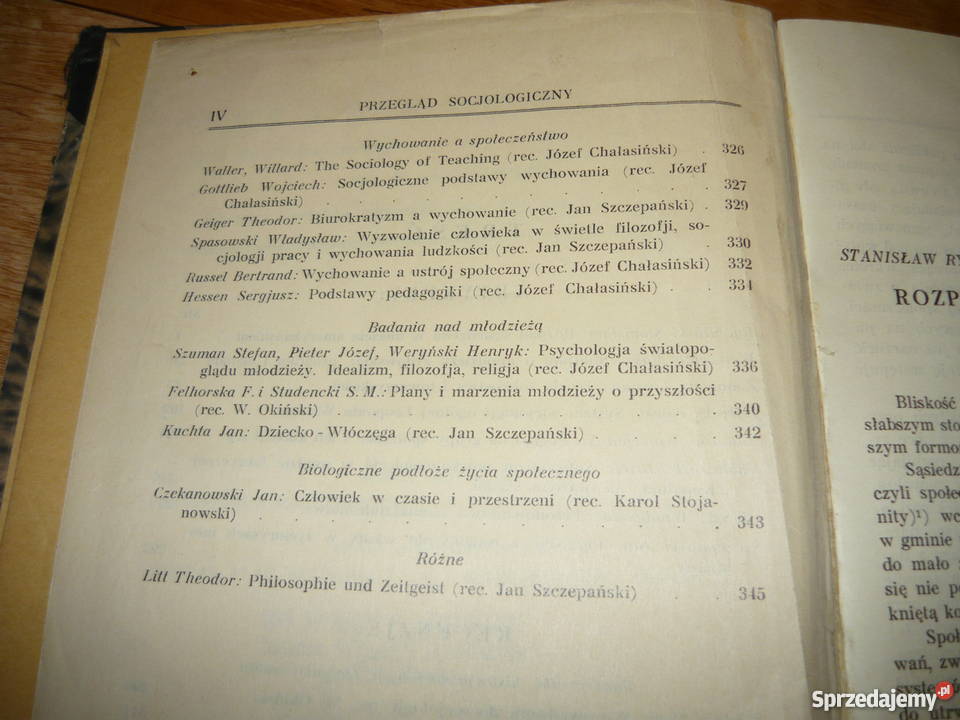 IV
PRZEGLĄD SOCJOLOGICZNY
Wychowanie a społeczeństwo
Waller, Willard: The Sociology of Teaching (rec. Józef Chałasiński) . 326
Gottlieb Wojciech: Socjologiczne podstawy wychowania (rec. Józef
Chałasiński) . . . . . . . . . . . 327
Geiger Theodor: Biurokratyzm a wychowanie (rec. Jan Szczepański) . 329
Spasowski Władysław: Wyzwolenie człowieka w świetle filozofji, so-
cjologji pracy i wychowania ludzkości (rec. Jan Szczepański) . 330
Russel Bertrand: Wychowanie a ustrój społeczny (rec. Józef Chałasiński) 332
Hessen Sergjusz: Podstawy pedagogiki (rec. Józef Chałasiński) . . 334
Badania nad młodzieżą
Szuman Stefan, Pieter Józef, Weryński Henryk: Psychologja światopo-
glądu młodzieży. Idealizm, filozofja, religja (rec. Józef Chałasiński) 336
Felhorska F. i Studencki S. M.: Plany i marzenia młodzieży o przyszłości
(rec. W. Okiński) . . . . . . . . . . 340
Kuchta Jan: Dziecko - Włóczęga (rec. Jan Szczepański) . . . . 342
Biologiczne podłoże życia społecznego
Czekanowski Jan: Człowiek w czasie i przestrzeni (rec. Karol Stoja-
nowski) . . . . . . . . . . . . 343
Różne
Litt Theodor: Philosophie und Zeitgeist (rec. Jan Szczepański) . . 345
STANISŁAW RY
ROZP
Bliskość
słabszym sto
szym formo
Sąsiedz
czyli społec
nity)¹) wc
w gminie
do mało
się nie p
kniętą ko
Społ
wań, zw
do utrz
Sprzedajemy.pl